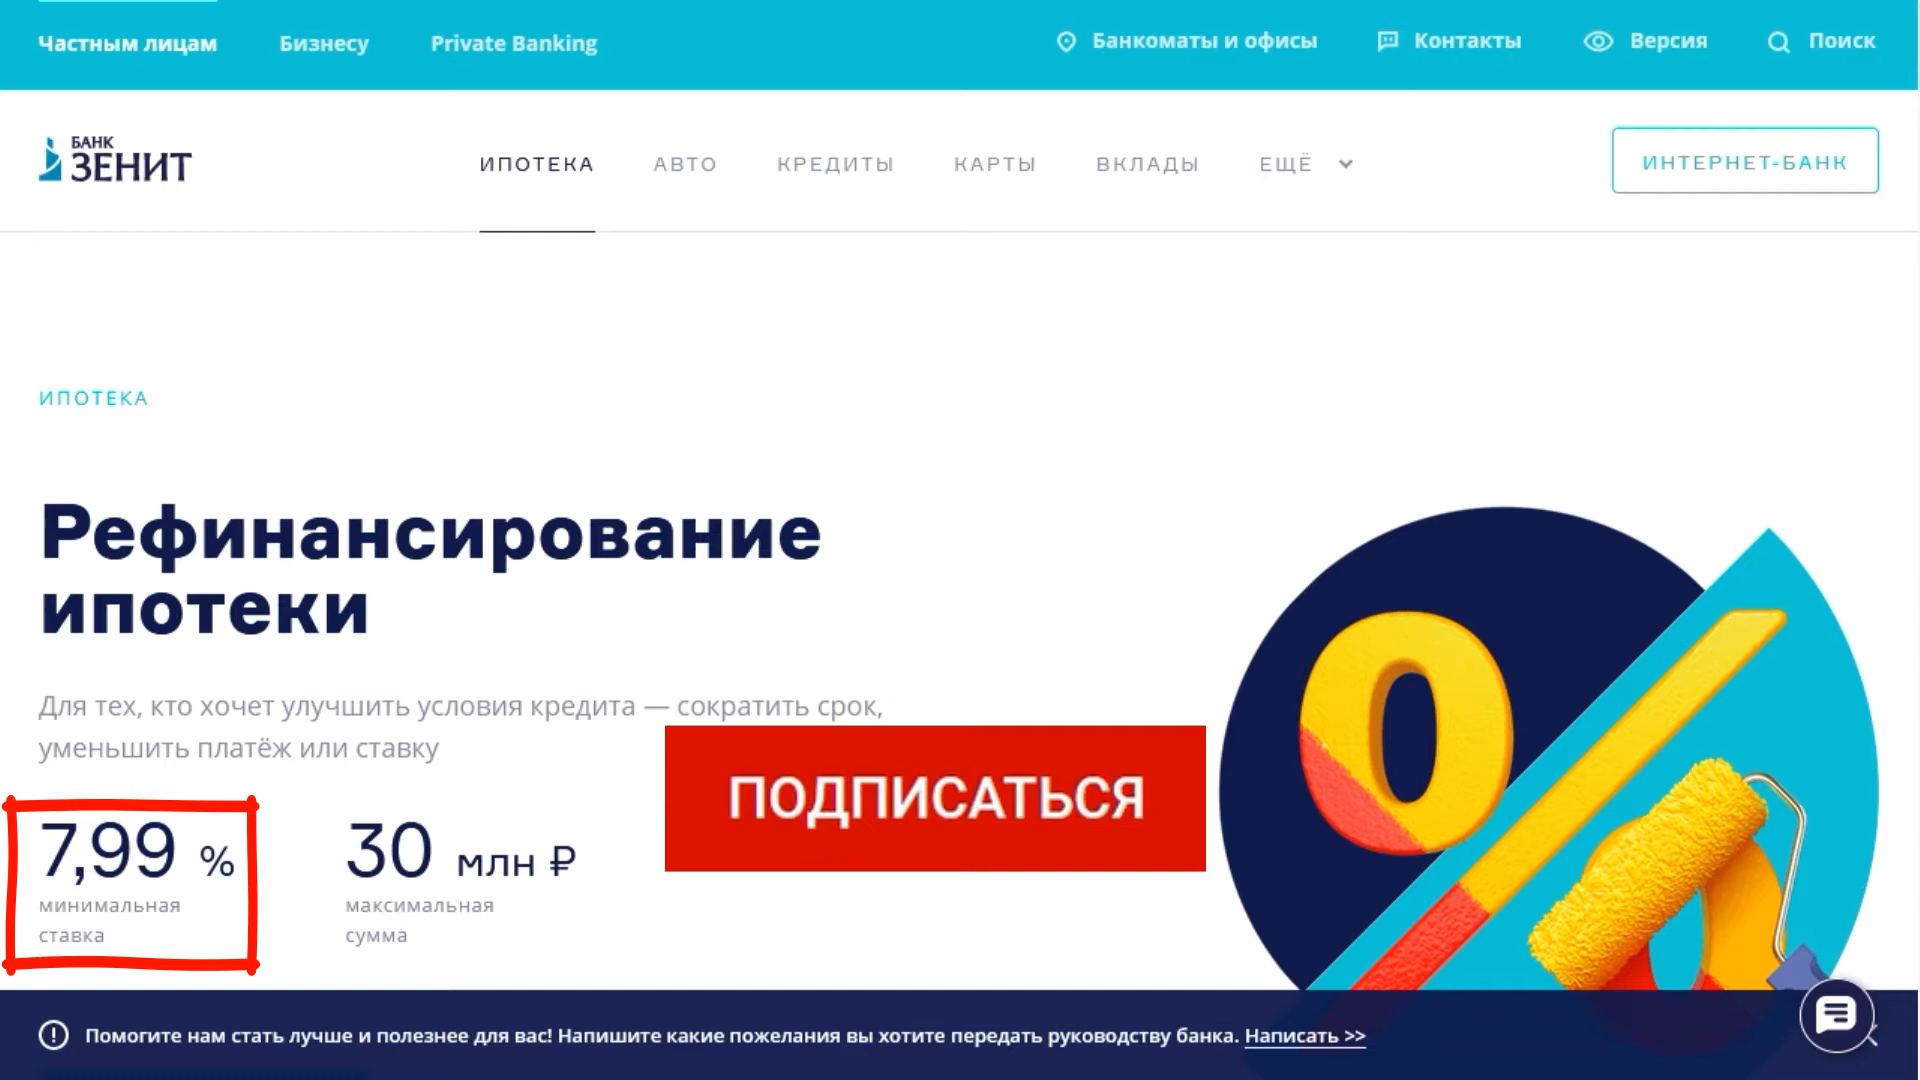 Частным лицам Бизнесу Private Banking Банкоматы и офисы Контакты Версия Поиск
БАНК
ЗЕНИТ
ИПОТЕКА АВТО КРЕДИТЫ КАРТЫ ВКЛАДЫ ЕЩЁ
ИНТЕРНЕТ-БАНК
ИПОТЕКА
Рефинансирование
ипотеки
Для тех, кто хочет улучшить условия кредита — сократить срок,
уменьшить платёж или ставку
7,99 %
минимальная
ставка
30 млн ₽
максимальная
сумма
ПОДПИСАТЬСЯ
Помогите нам стать лучше и полезнее для вас! Напишите какие пожелания вы хотите передать руководству банка. Написать >>